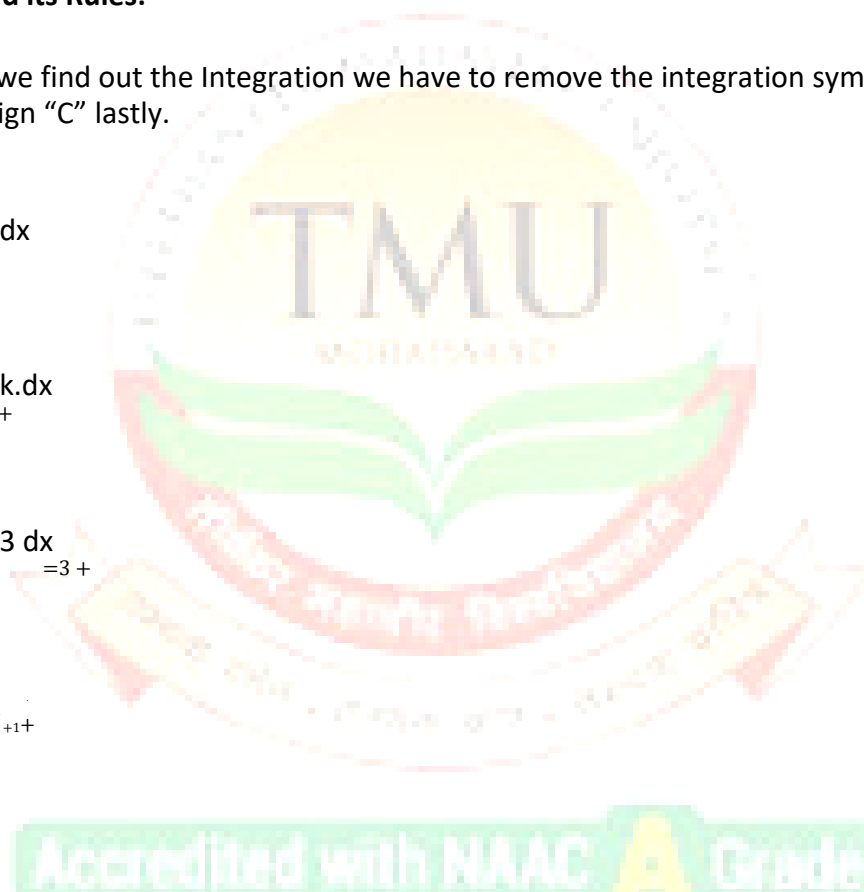 d its Rules:
we find out the Integration we have to remove the integration sym
ign “C” lastly.
TMU
MORADABAD
dx
k.dx
+
3 dx
=3 +
+1+
Accredited with NAAC A Grade